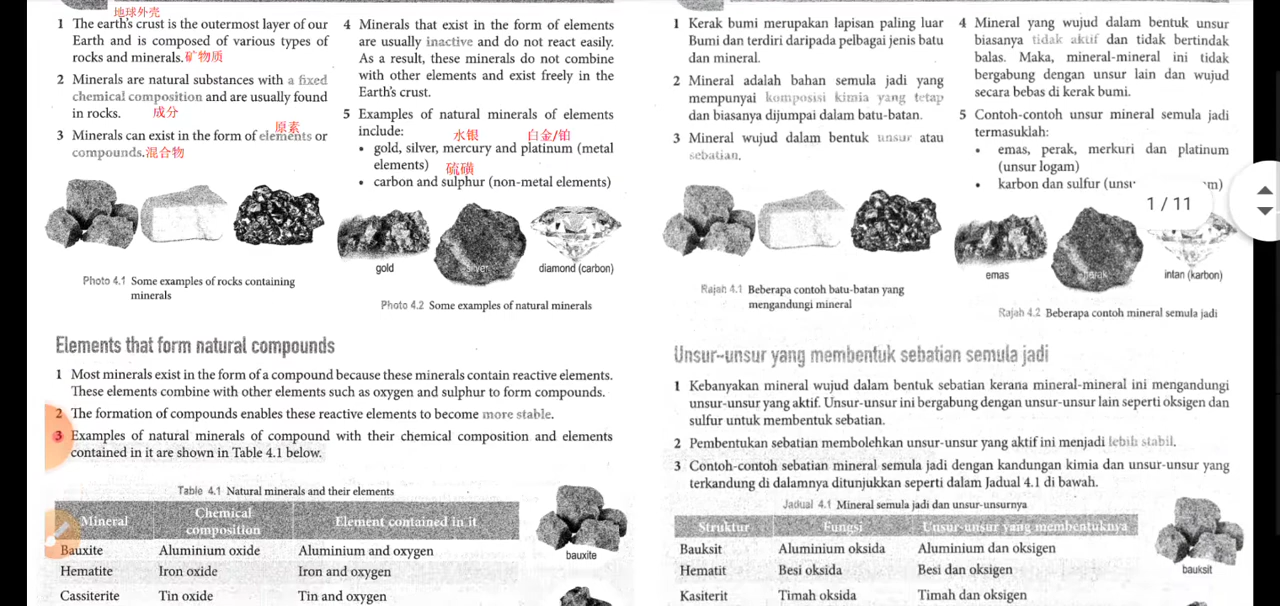 地球外壳
1 The earth's crust is the outermost layer of our
Earth and is composed of various types of
rocks and minerals.矿物质
2 Minerals are natural substances with a fixed
chemical composition and are usually found
in rocks. 成分
原素
3 Minerals can exist in the form of elements or
compounds.混合物
Photo 4.1 Some examples of rocks containing
minerals
4 Minerals that exist in the form of elements
are usually inactive and do not react easily.
As a result, these minerals do not combine
with other elements and exist freely in the
Earth's crust.
5 Examples of natural minerals of elements
include: 水银 白金/铂
• gold, silver, mercury and platinum (metal
elements) 硫磺
• carbon and sulphur (non-metal elements)
gold silver diamond (carbon)
Photo 4.2 Some examples of natural minerals
Elements that form natural compounds
1 Most minerals exist in the form of a compound because these minerals contain reactive elements.
These elements combine with other elements such as oxygen and sulphur to form compounds.
2 The formation of compounds enables these reactive elements to become more stable.
3 Examples of natural minerals of compound with their chemical composition and elements
contained in it are shown in Table 4.1 below.
Table 4.1 Natural minerals and their elements
Mineral Chemical composition Element contained in it
Bauxite Aluminium oxide Aluminium and oxygen
Hematite Iron oxide Iron and oxygen
Cassiterite Tin oxide Tin and oxygen
bauxite
1 Kerak bumi merupakan lapisan paling luar
Bumi dan terdiri daripada pelbagai jenis batu
dan mineral.
2 Mineral adalah bahan semula jadi yang
mempunyai komposisi kimia yang tetap
dan biasanya dijumpai dalam batu-batan.
3 Mineral wujud dalam bentuk unsur atau
sebatian.
Rajah 4.1 Beberapa contoh batu-batan yang
mengandungi mineral
4 Mineral yang wujud dalam bentuk unsur
biasanya tidak aktif dan tidak bertindak
balas. Maka, mineral-mineral ini tidak
bergabung dengan unsur lain dan wujud
secara bebas di kerak bumi.
5 Contoh-contoh unsur mineral semula jadi
termasuklah:
• emas, perak, merkuri dan platinum
(unsur logam)
• karbon dan sulfur
1 / 11
emas perak intan (karbon)
Rajah 4.2 Beberapa contoh mineral semula jadi
Unsur-unsur yang membentuk sebatian semula jadi
1 Kebanyakan mineral wujud dalam bentuk sebatian kerana mineral-mineral ini mengandungi
unsur-unsur yang aktif. Unsur-unsur ini bergabung dengan unsur-unsur lain seperti oksigen dan
sulfur untuk membentuk sebatian.
2 Pembentukan sebatian membolehkan unsur-unsur yang aktif ini menjadi lebih stabil.
3 Contoh-contoh sebatian mineral semula jadi dengan kandungan kimia dan unsur-unsur yang
terkandung di dalamnya ditunjukkan seperti dalam Jadual 4.1 di bawah.
Jadual 4.1 Mineral semula jadi dan unsur-unsurnya
Struktur Fungsi Unsur-unsur yang membentuknya
Bauksit Aluminium oksida Aluminium dan oksigen
Hematit Besi oksida Besi dan oksigen
Kasiterit Timah oksida Timah dan oksigen
bauksit